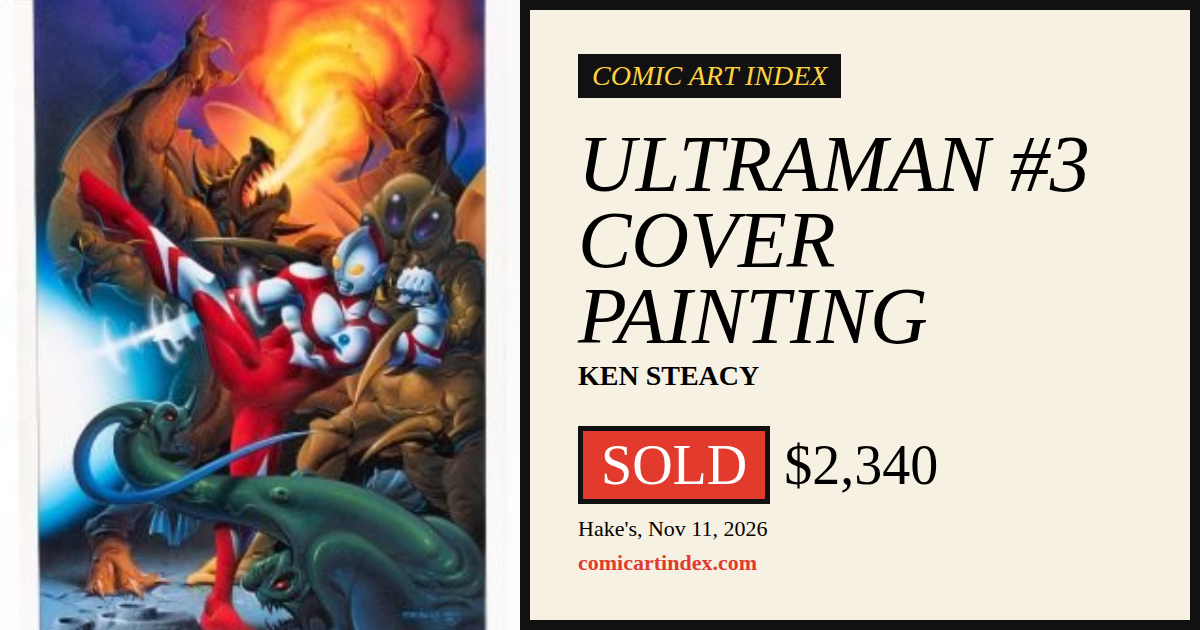 COMIC ART INDEX
ULTRAMAN #3
COVER
PAINTING
KEN STEACY
SOLD $2,340
Hake's, Nov 11, 2026
comicartindex.com